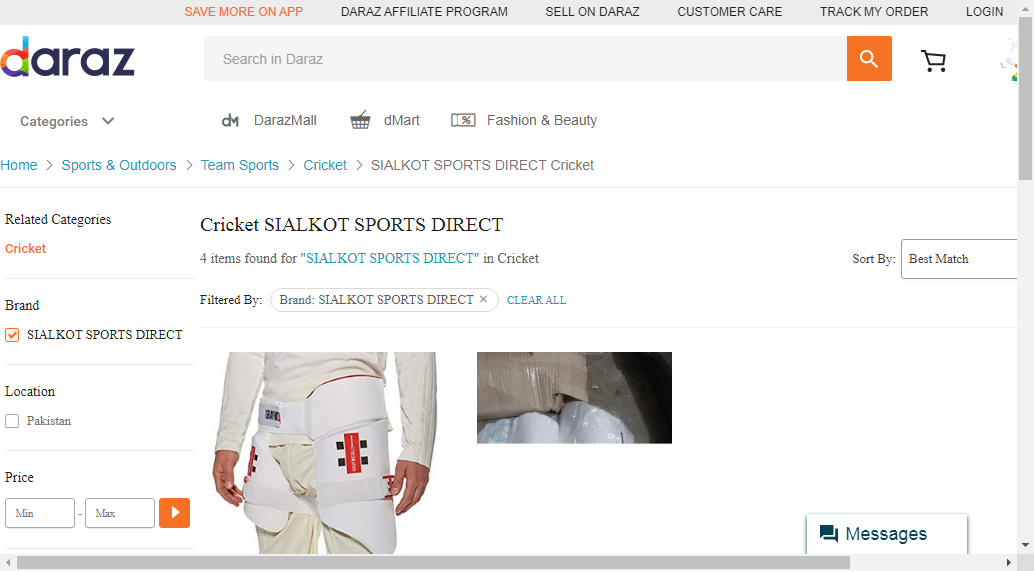 SAVE MORE ON APP DARAZ AFFILIATE PROGRAM SELL ON DARAZ CUSTOMER CARE TRACK MY ORDER LOGIN
daraz
Search in Daraz
Categories
dM DarazMall dMart % Fashion & Beauty
Home > Sports & Outdoors > Team Sports > Cricket > SIALKOT SPORTS DIRECT Cricket
Related Categories
Cricket
Brand
SIALKOT SPORTS DIRECT
Location
Pakistan
Price
Min - Max
Cricket SIALKOT SPORTS DIRECT
4 items found for "SIALKOT SPORTS DIRECT" in Cricket
Sort By: Best Match
Filtered By: Brand: SIALKOT SPORTS DIRECT × CLEAR ALL
Messages